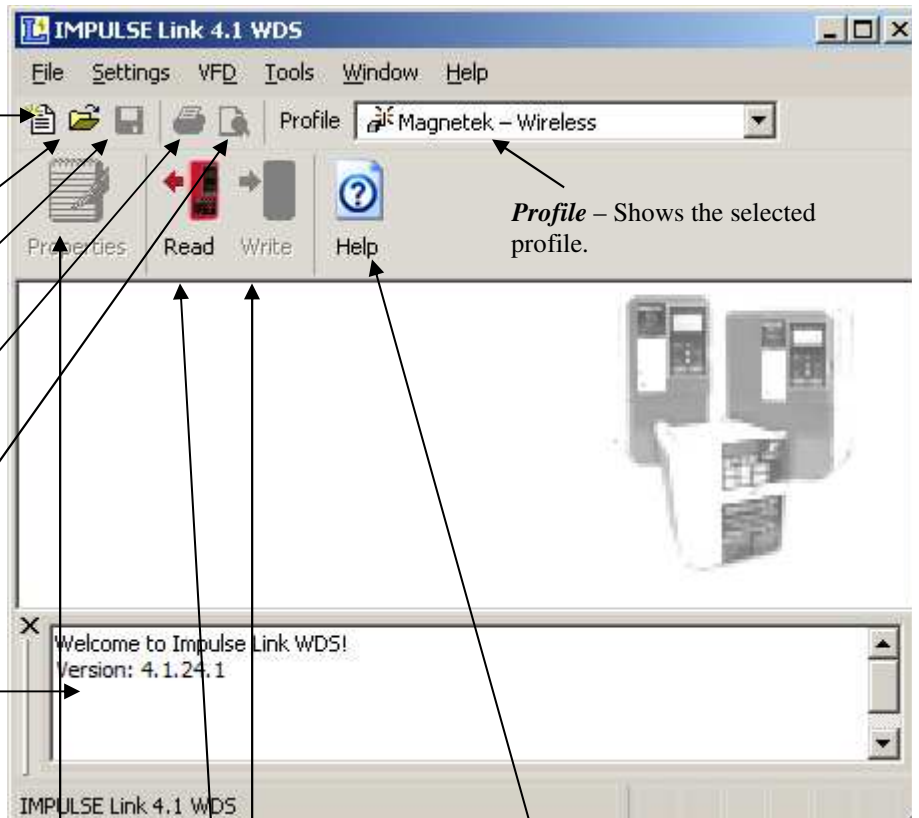 IMPULSE Link 4.1 WDS
File Settings VFD Tools Window Help
Profile Magnetek – Wireless
Properties Read Write Help
Profile – Shows the selected
profile.
Welcome to Impulse Link WDS!
Version: 4.1.24.1
IMPULSE Link 4.1 WDS